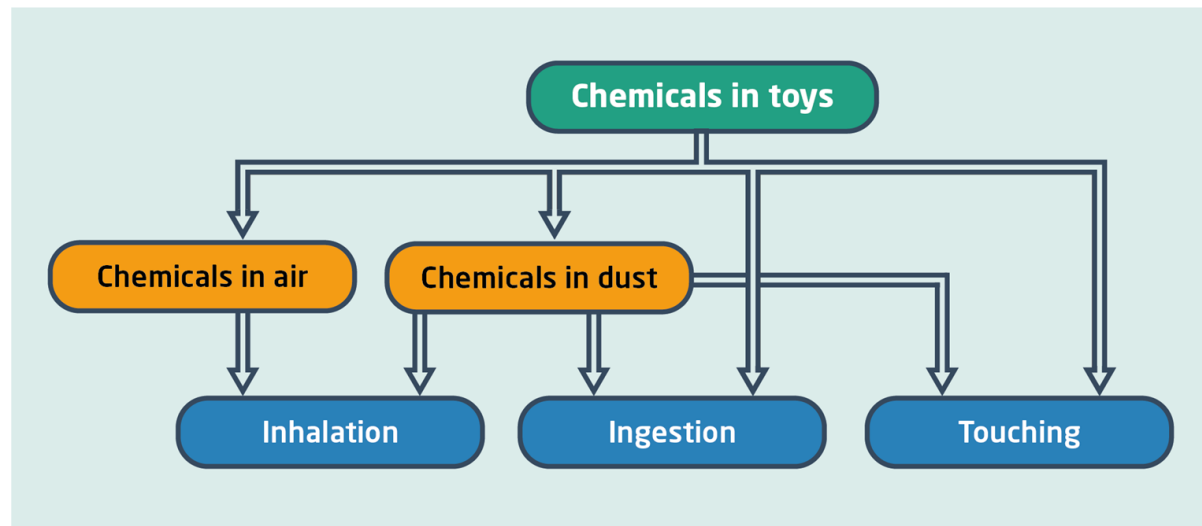 Chemicals in toys
Chemicals in air
Chemicals in dust
Inhalation
Ingestion
Touching